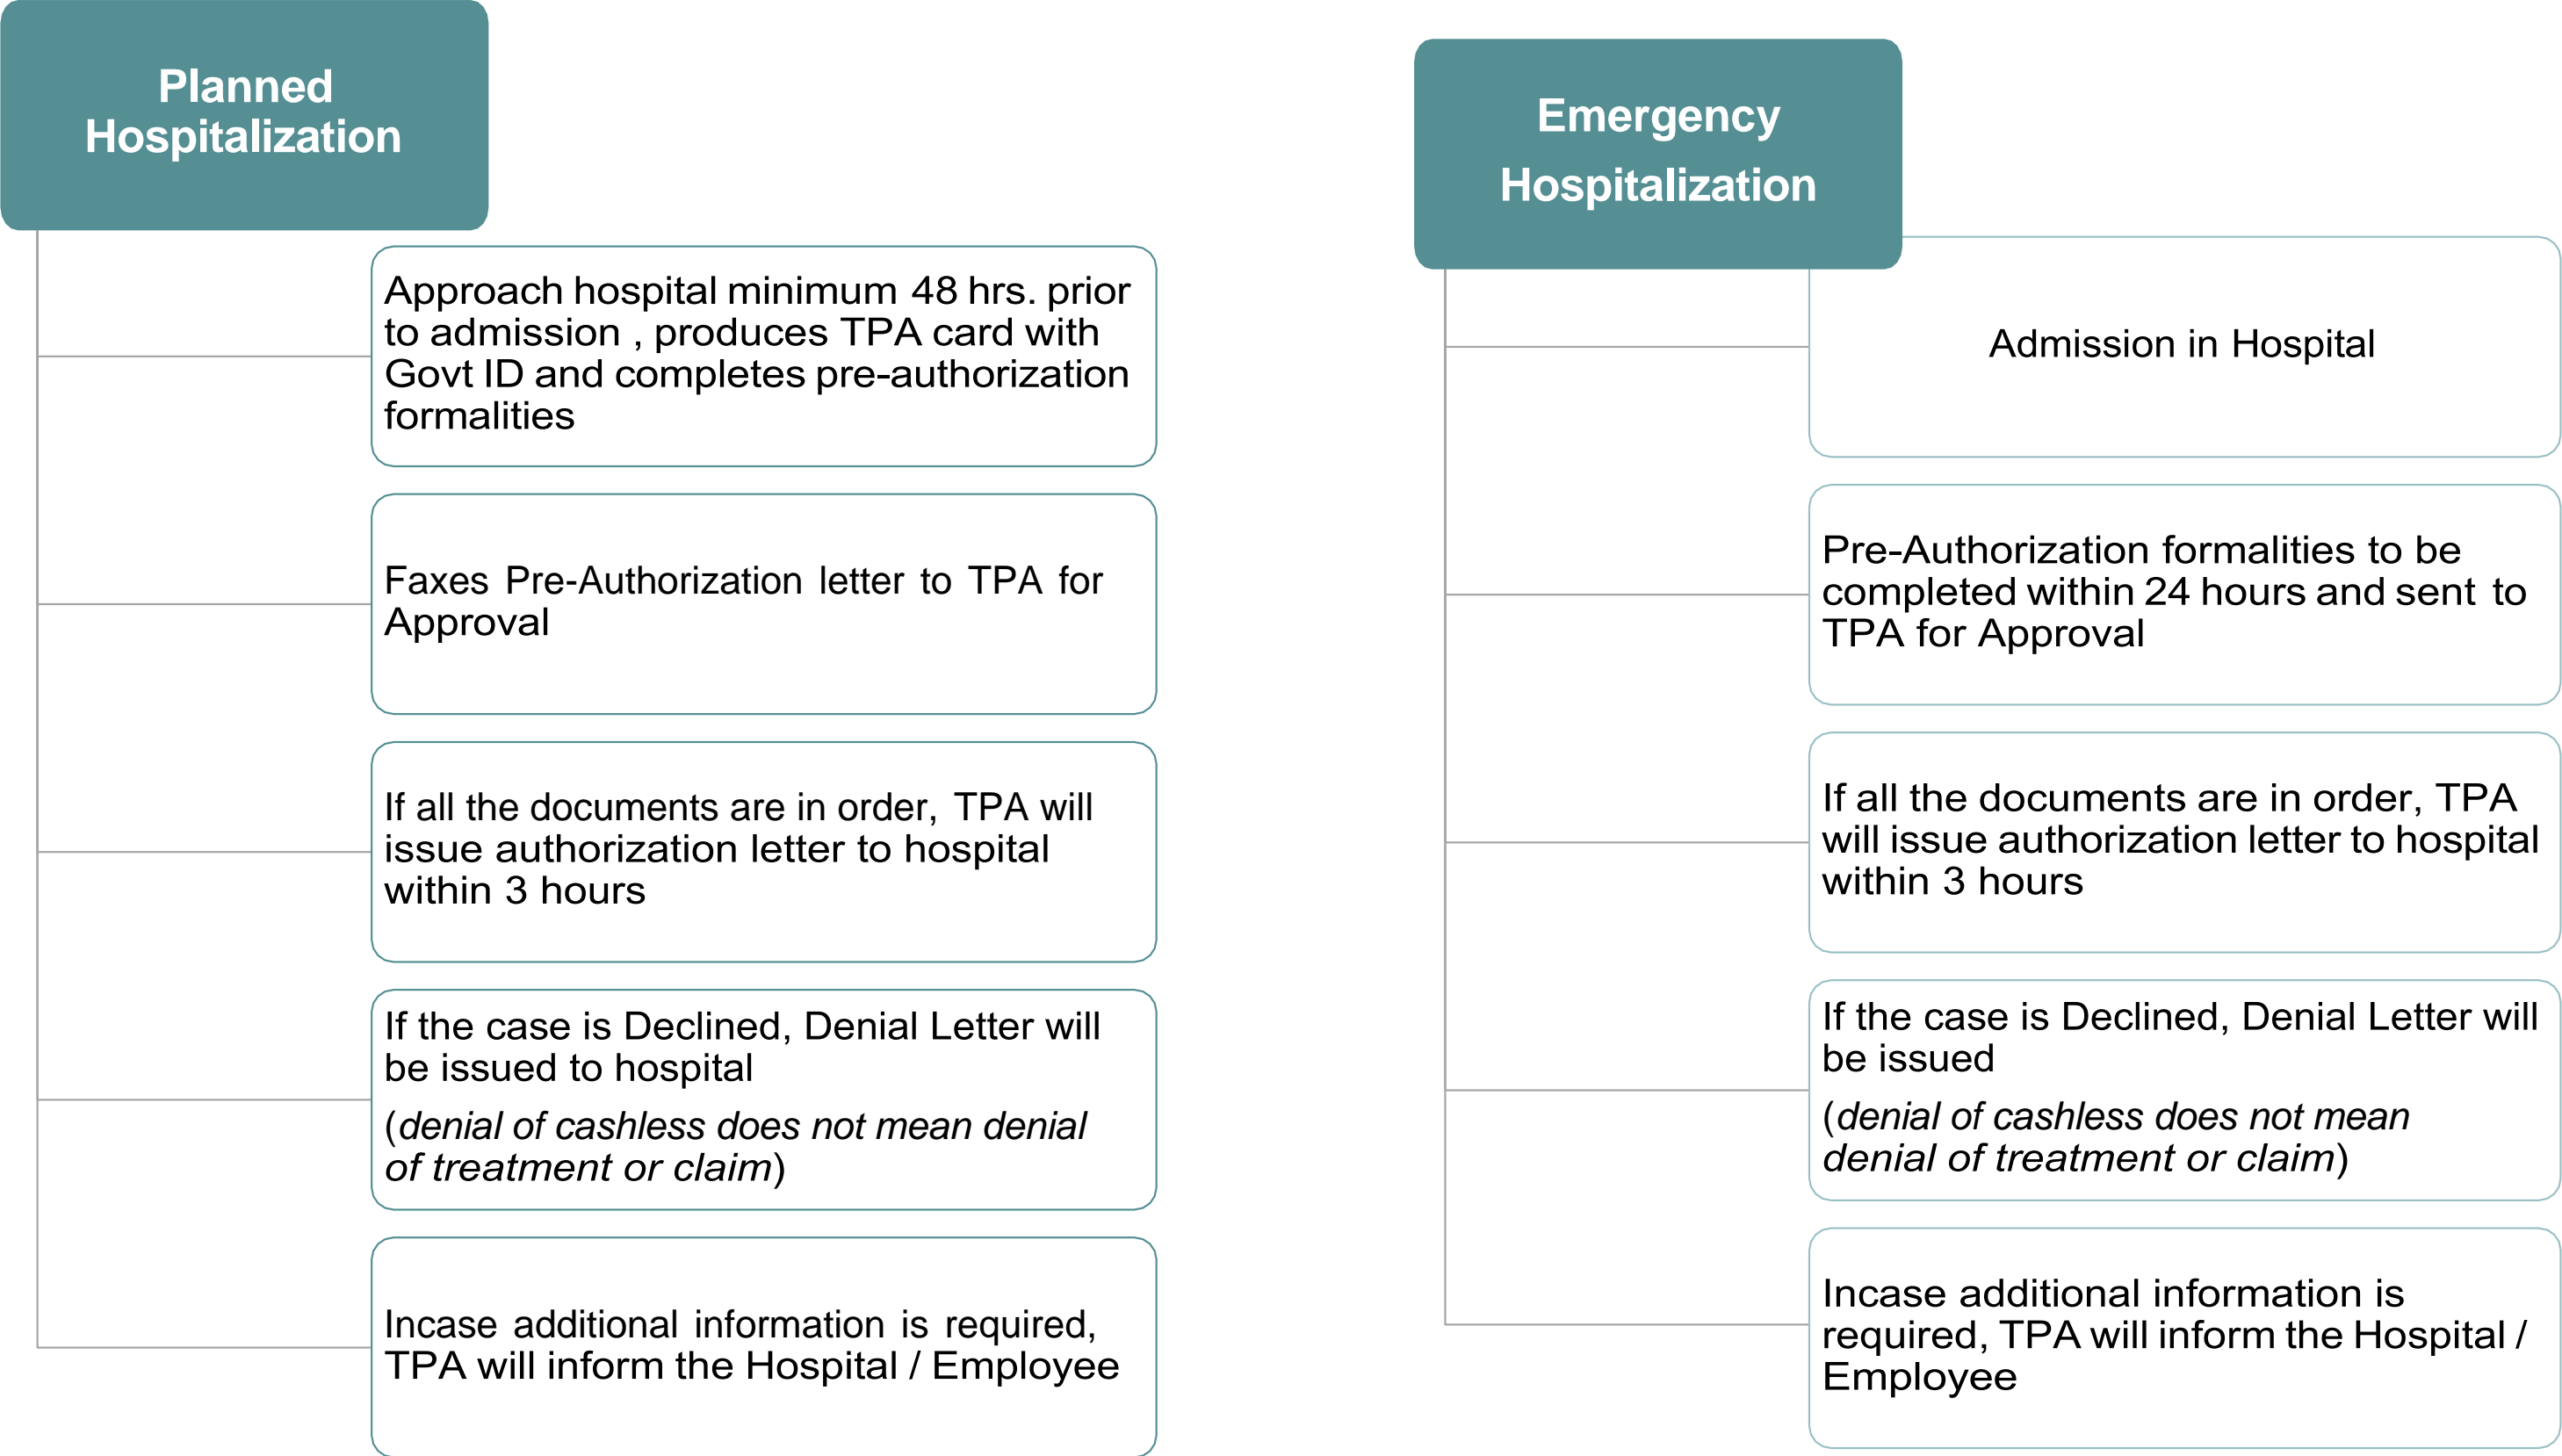 Planned
Hospitalization
Approach hospital minimum 48 hrs. prior
to admission , produces TPA card with
Govt ID and completes pre-authorization
formalities
Faxes Pre-Authorization letter to TPA for
Approval
If all the documents are in order, TPA will
issue authorization letter to hospital
within 3 hours
If the case is Declined, Denial Letter will
be issued to hospital
(denial of cashless does not mean denial
of treatment or claim)
Incase additional information is required,
TPA will inform the Hospital / Employee
Emergency
Hospitalization
Admission in Hospital
Pre-Authorization formalities to be
completed within 24 hours and sent to
TPA for Approval
If all the documents are in order, TPA
will issue authorization letter to hospital
within 3 hours
If the case is Declined, Denial Letter will
be issued
(denial of cashless does not mean
denial of treatment or claim)
Incase additional information is
required, TPA will inform the Hospital /
Employee